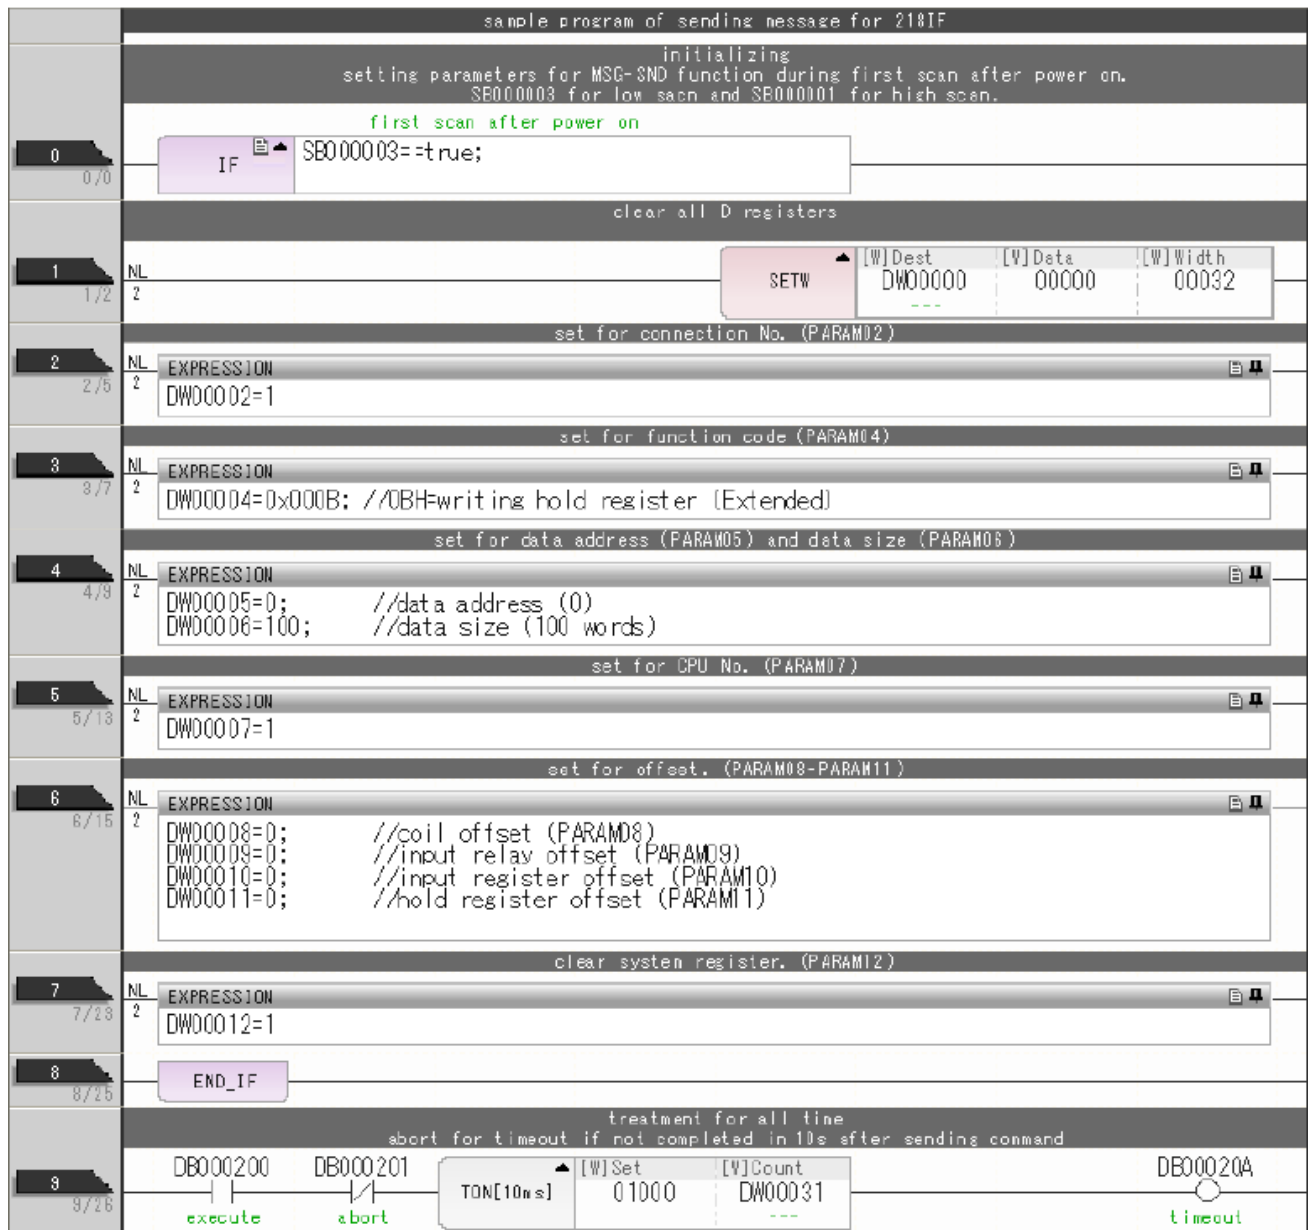 sample program of sending message for 218IF
initializing
setting parameters for MSG-SND function during first scan after power on.
SB000003 for low sacn and SB000001 for high scan.
first scan after power on
0
0/0
IF
SB000003==true;
clear all D registers
1
1/2
NL
2
SETW
[W]Dest
[V]Data
[W]Width
DW00000
00000
00032
---
set for connection No. (PARAM02)
2
2/5
NL
2
EXPRESSION
DW00002=1
set for function code (PARAM04)
3
3/7
NL
2
EXPRESSION
DW00004=0x000B; //0BH=writing hold register (Extended)
set for data address (PARAM05) and data size (PARAM06)
4
4/9
NL
2
EXPRESSION
DW00005=0; //data address (0)
DW00006=100; //data size (100 words)
set for CPU No. (PARAM07)
5
5/13
NL
2
EXPRESSION
DW00007=1
set for offset. (PARAM08-PARAM11)
6
6/15
NL
2
EXPRESSION
DW00008=0; //coil offset (PARAM08)
DW00009=0; //input relay offset (PARAM09)
DW00010=0; //input register offset (PARAM10)
DW00011=0; //hold register offset (PARAM11)
clear system register. (PARAM12)
7
7/23
NL
2
EXPRESSION
DW00012=1
8
8/25
END_IF
treatment for all time
abort for timeout if not completed in 10s after sending command
9
9/26
DB000200
DB000201
TON[10ms]
[W]Set
[V]Count
01000
DW00031
---
DB00020A
execute
abort
timeout